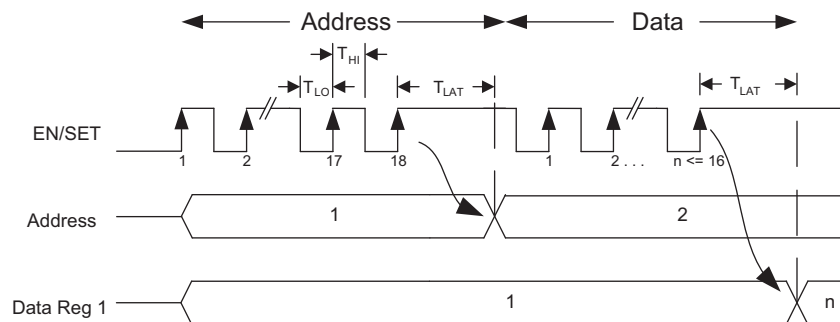 Address Data
T_HI
T_LO T_LAT T_LAT
EN/SET
1 2 17 18 1 2 . . . n <= 16
Address 1 2
Data Reg 1 1 n